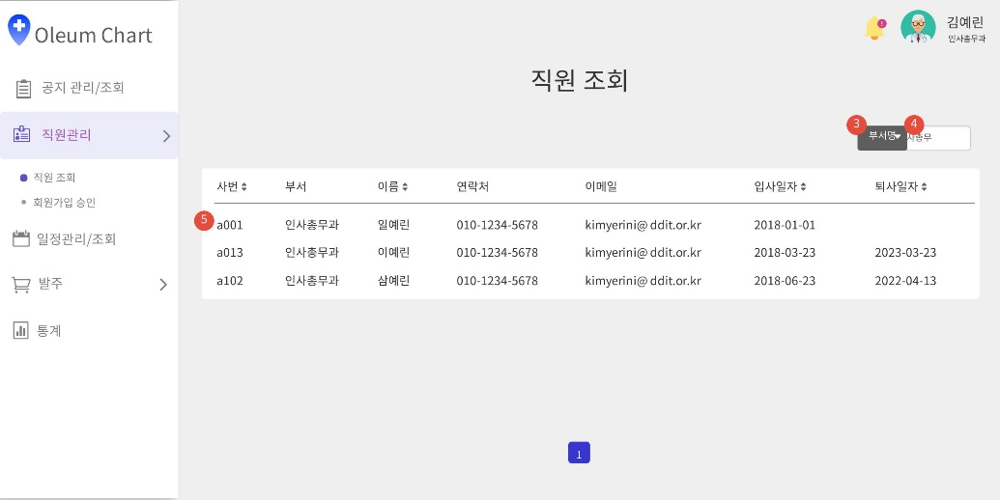 Oleum Chart
공지 관리/조회
직원관리
직원 조회
회원가입 승인
일정관리/조회
발주
통계
!
김예린
인사총무과
직원 조회
3
4
부서명
사총무
사번 부서 이름 연락처 이메일 입사일자 퇴사일자
5
a001 인사총무과 일예린 010-1234-5678 kimyerini@ ddit.or.kr 2018-01-01
a013 인사총무과 이예린 010-1234-5678 kimyerini@ ddit.or.kr 2018-03-23 2023-03-23
a102 인사총무과 삼예린 010-1234-5678 kimyerini@ ddit.or.kr 2018-06-23 2022-04-13
1